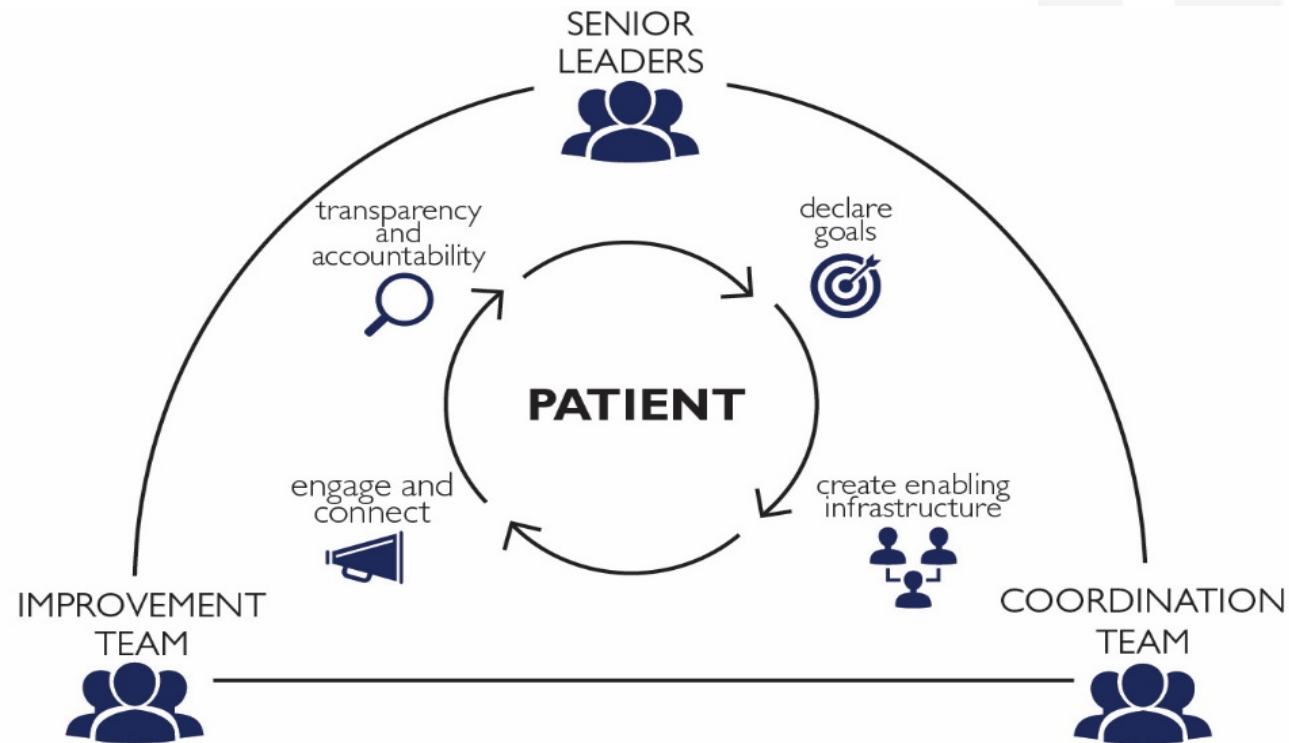 SENIOR
LEADERS
transparency
and
accountability
declare
goals
PATIENT
engage and
connect
create enabling
infrastructure
IMPROVEMENT
TEAM
COORDINATION
TEAM